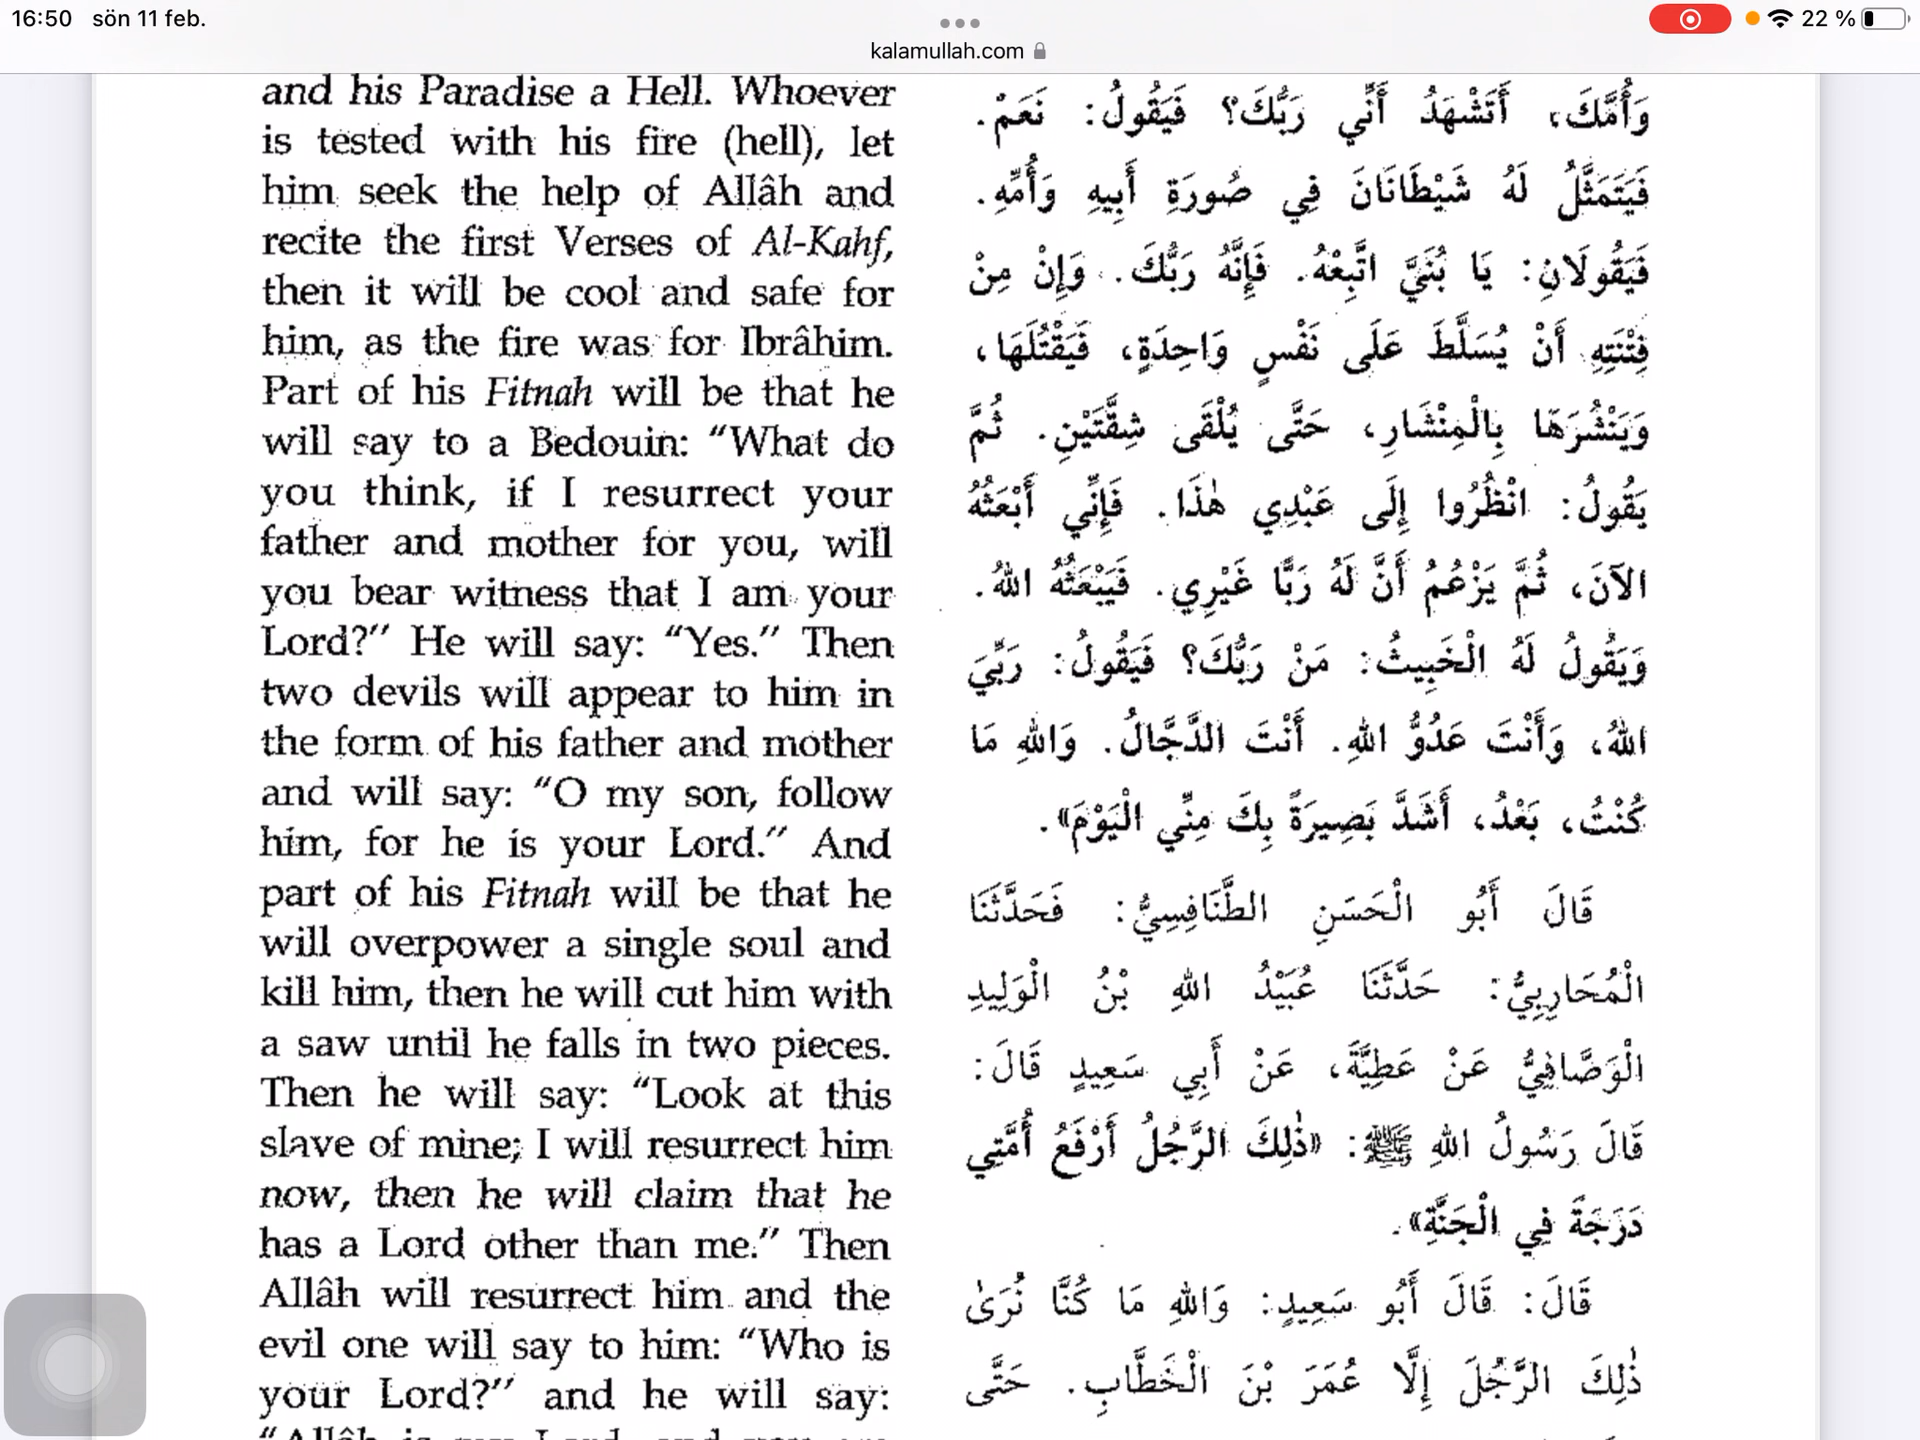 16:50 sön 11 feb.
22 %
kalamullah.com
and his Paradise a Hell. Whoever
is tested with his fire (hell), let
him seek the help of Allâh and
recite the first Verses of Al-Kahf,
then it will be cool and safe for
him, as the fire was for Ibrâhim.
Part of his Fitnah will be that he
will say to a Bedouin: “What do
you think, if I resurrect your
father and mother for you, will
you bear witness that I am your
Lord?” He will say: “Yes.” Then
two devils will appear to him in
the form of his father and mother
and will say: “O my son, follow
him, for he is your Lord.” And
part of his Fitnah will be that he
will overpower a single soul and
kill him, then he will cut him with
a saw until he falls in two pieces.
Then he will say: “Look at this
slave of mine; I will resurrect him
now, then he will claim that he
has a Lord other than me.” Then
Allâh will resurrect him and the
evil one will say to him: “Who is
your Lord?” and he will say:
“Allâh is my Lord, and you are
وَأُمَّكَ، أَتَشْهَدُ أَنِّي رَبُّكَ؟ فَيَقُولُ: نَعَمْ.
فَيَتَمَثَّلُ لَهُ شَيْطَانَانَ فِي صُورَةِ أَبِيهِ وَأُمِّهِ.
فَيَقُولَانِ: يَا بُنَيَّ اتَّبِعْهُ. فَإِنَّهُ رَبُّكَ. وَإِنْ مِنْ
فِتْنَتِهِ أَنْ يُسَلَّطَ عَلَى نَفْسٍ وَاحِدَةٍ، فَيَقْتُلَهَا،
وَيَنْشُرَهَا بِالْمِنْشَارِ، حَتَّى يُلْقَى شِقَّتَيْنِ. ثُمَّ
يَقُولُ: انْظُرُوا إِلَى عَبْدِي هٰذَا. فَإِنِّي أَبْعَثُهُ
الآنَ، ثُمَّ يَزْعُمُ أَنَّ لَهُ رَبًّا غَيْرِي. فَيَبْعَثُهُ اللهُ.
وَيَقُولُ لَهُ الْخَبِيثُ: مَنْ رَبُّكَ؟ فَيَقُولُ: رَبِّيَ
اللهُ، وَأَنْتَ عَدُوُّ اللهِ. أَنْتَ الدَّجَّالُ. وَاللهِ مَا
كُنْتُ، بَعْدُ، أَشَدَّ بَصِيرَةً بِكَ مِنِّي الْيَوْمَ».
قَالَ أَبُو الْحَسَنِ الطَّنَافِسِيُّ: فَحَدَّثَنَا
الْمُحَارِبِيُّ: حَدَّثَنَا عُبَيْدُ اللهِ بْنُ الْوَلِيدِ
الْوَصَّافِيُّ عَنْ عَطِيَّةَ، عَنْ أَبِي سَعِيدٍ قَالَ:
قَالَ رَسُولُ اللهِ ﷺ: «ذٰلِكَ الرَّجُلُ أَرْفَعُ أُمَّتِي
دَرَجَةً فِي الْجَنَّةِ».
قَالَ: قَالَ أَبُو سَعِيدٍ: وَاللهِ مَا كُنَّا نُرَىٰ
ذٰلِكَ الرَّجُلَ إِلَّا عُمَرَ بْنَ الْخَطَّابِ. حَتَّى